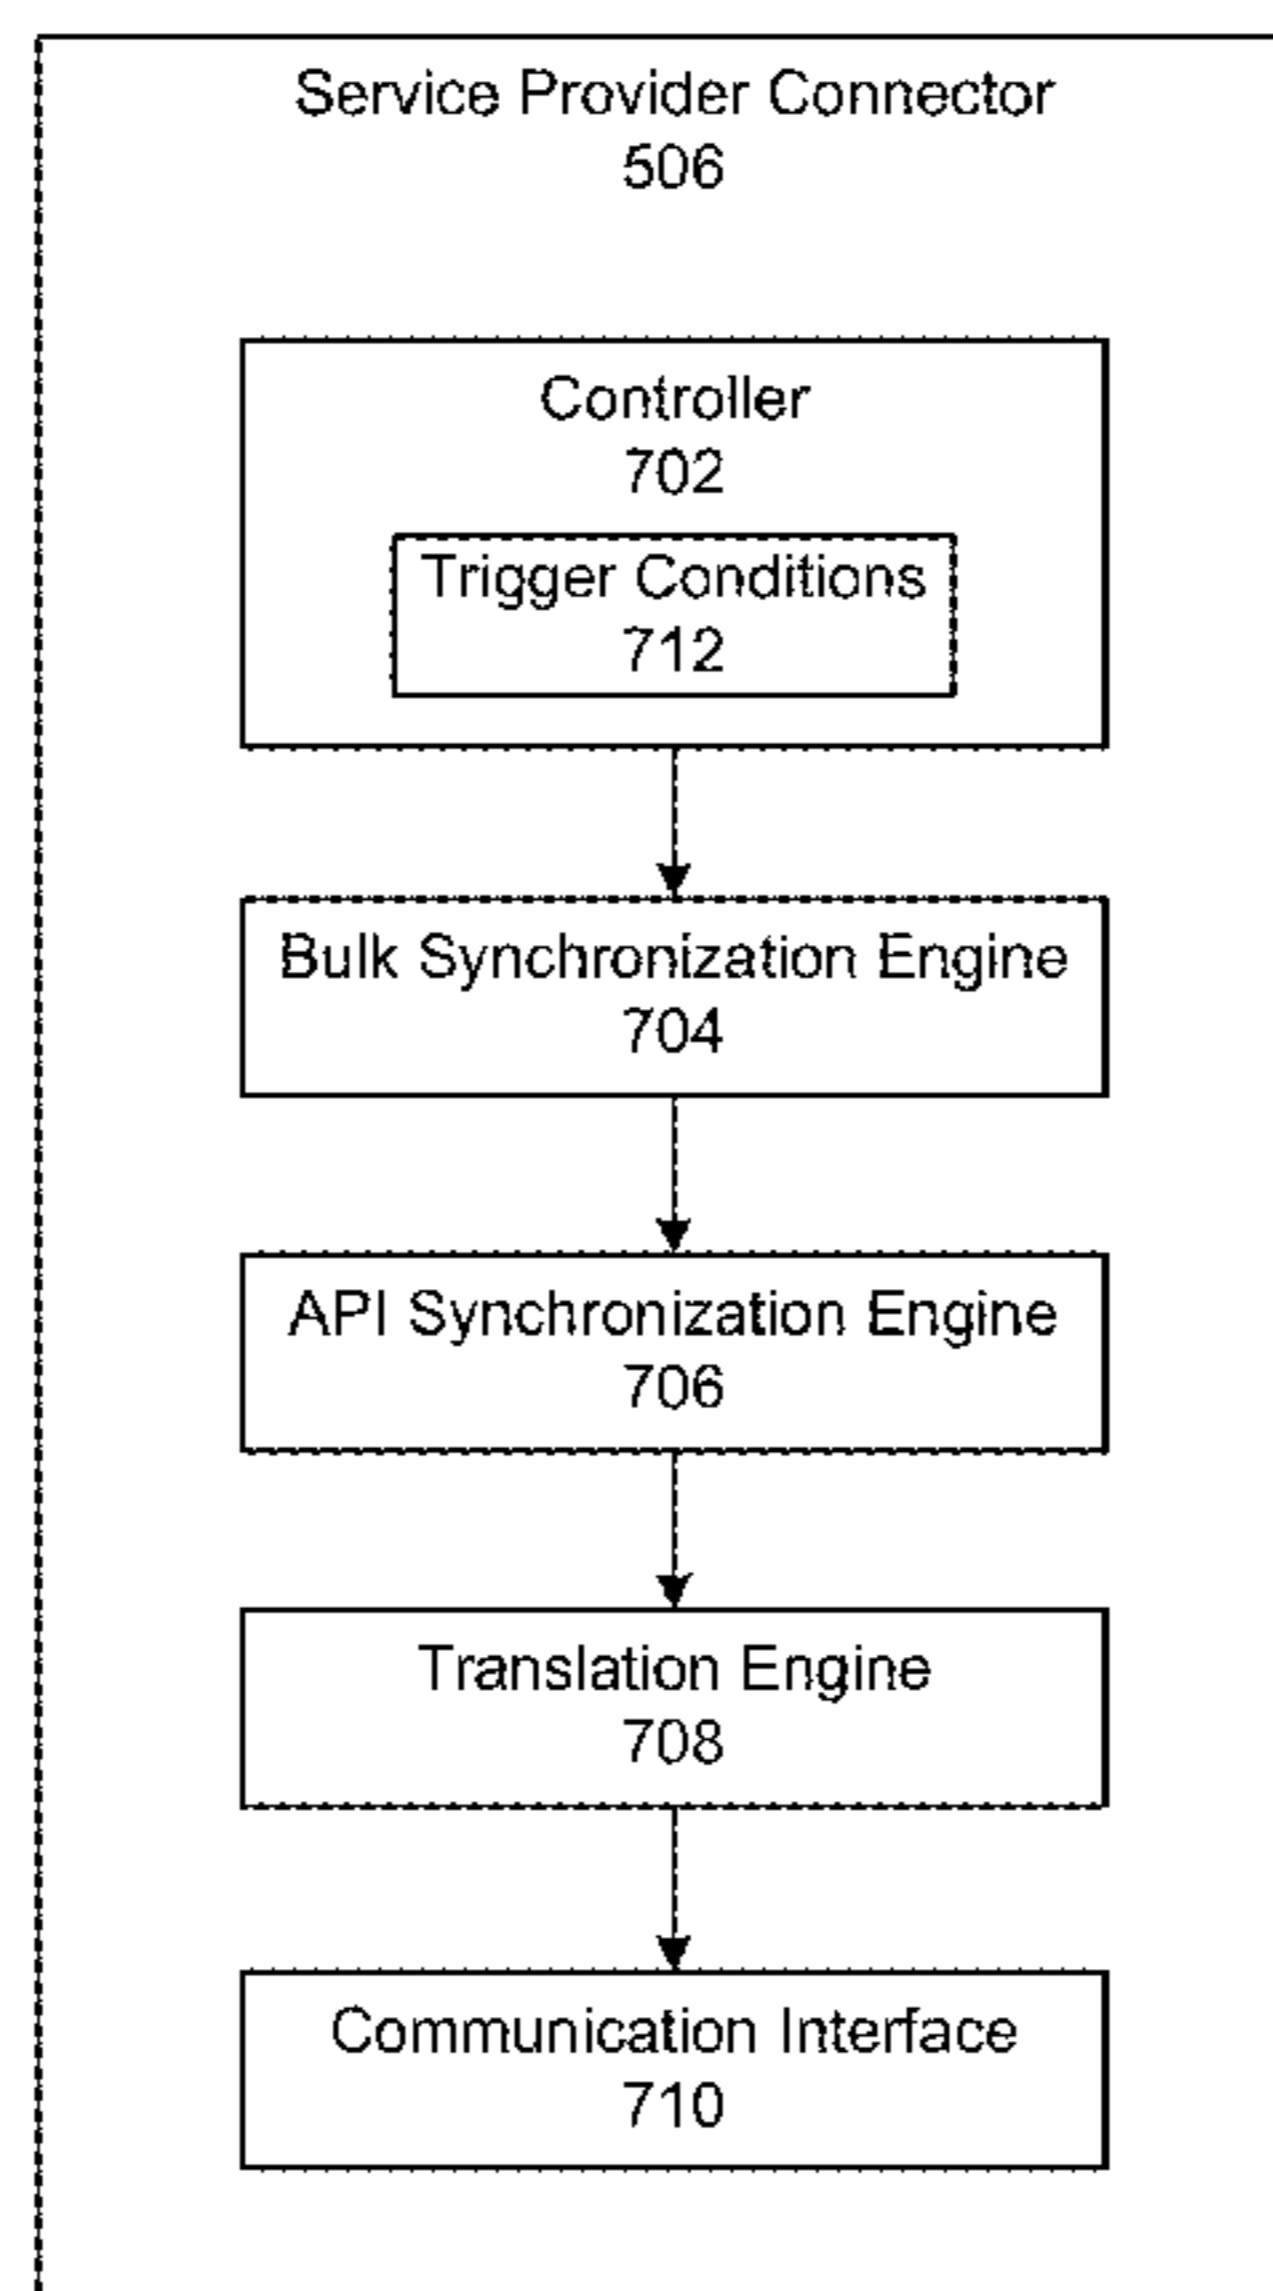 Service Provider Connector
506
Controller
702
Trigger Conditions
712
Bulk Synchronization Engine
704
API Synchronization Engine
706
Translation Engine
708
Communication Interface
710